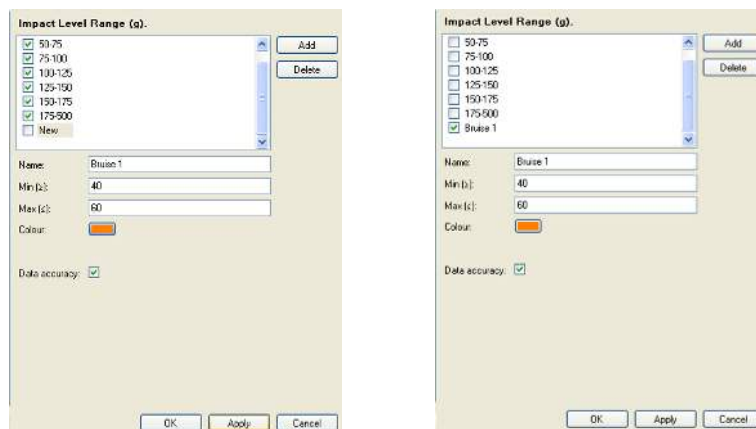 Impact Level Range (g).
50-75
75-100
100-125
125-150
150-175
175-500
New
Add
Delete
Name: Bruise 1
Min (≥): 40
Max (≤): 60
Colour:
Data accuracy:
OK Apply Cancel
Impact Level Range (g).
50-75
75-100
100-125
125-150
150-175
175-500
Bruise 1
Add
Delete
Name: Bruise 1
Min (≥): 40
Max (≤): 60
Colour:
Data accuracy:
OK Apply Cancel